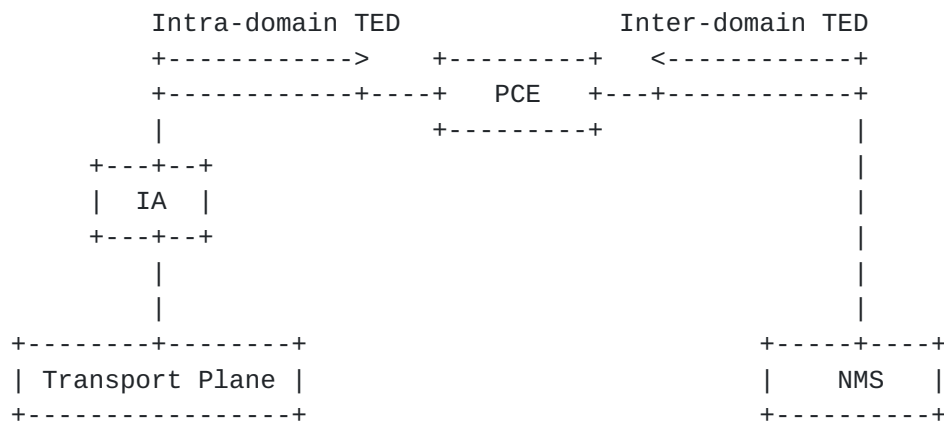 Intra-domain TED Inter-domain TED
PCE
IA
Transport Plane NMS